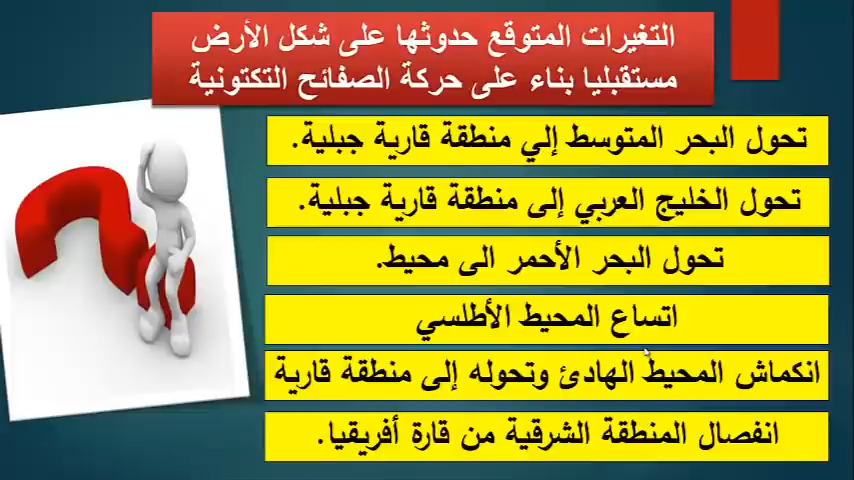 التغيرات المتوقع حدوثها على شكل الأرض
مستقبليا بناء على حركة الصفائح التكتونية
تحول البحر المتوسط إلي منطقة قارية جبلية.
تحول الخليج العربي إلى منطقة قارية جبلية.
تحول البحر الأحمر الى محيط.
اتساع المحيط الأطلسي
انكماش المحيط الهادئ وتحوله إلى منطقة قارية
انفصال المنطقة الشرقية من قارة أفريقيا.